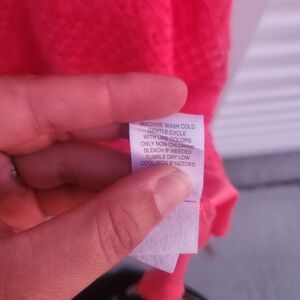 MACHINE WASH COLD
GENTLE CYCLE
WITH LIKE COLORS
ONLY NON-CHLORINE
BLEACH IF NEEDED
TUMBLE DRY LOW
COOL IRON IF NEEDED